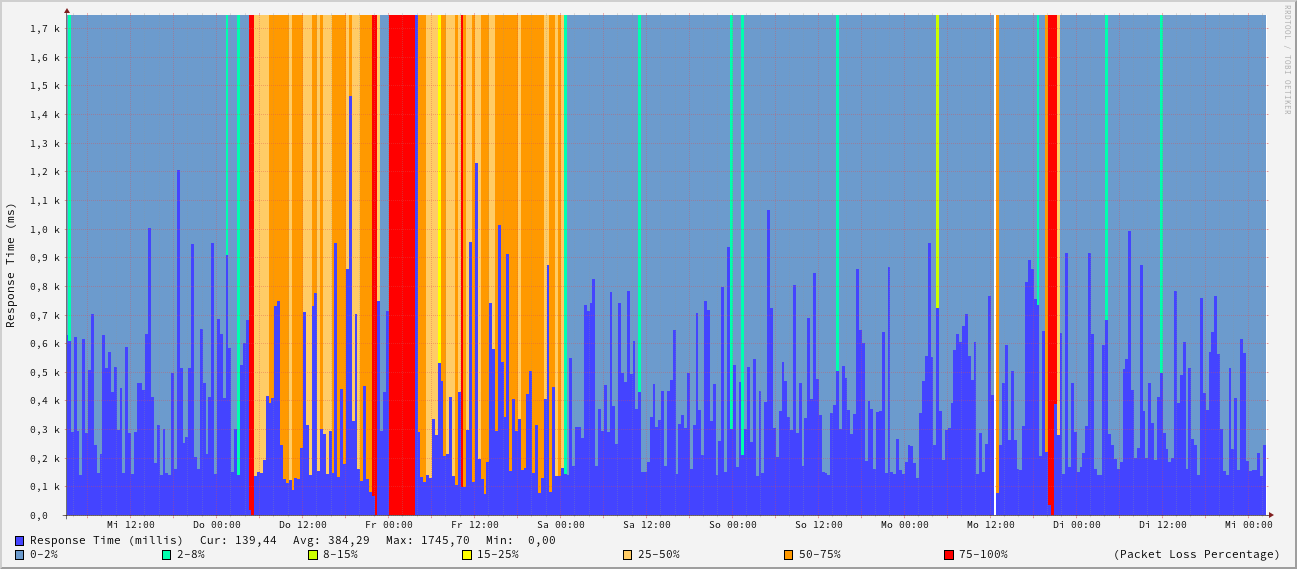 RRDTOOL / TOBI OETIKER
Response Time (ms)
1,7 k
1,6 k
1,5 k
1,4 k
1,3 k
1,2 k
1,1 k
1,0 k
0,9 k
0,8 k
0,7 k
0,6 k
0,5 k
0,4 k
0,3 k
0,2 k
0,1 k
0,0
Mi 12:00 Do 00:00 Do 12:00 Fr 00:00 Fr 12:00 Sa 00:00 Sa 12:00 So 00:00 So 12:00 Mo 00:00 Mo 12:00 Di 00:00 Di 12:00 Mi 00:00
Response Time (millis) Cur: 139,44 Avg: 384,29 Max: 1745,70 Min: 0,00
0-2% 2-8% 8-15% 15-25% 25-50% 50-75% 75-100% (Packet Loss Percentage)